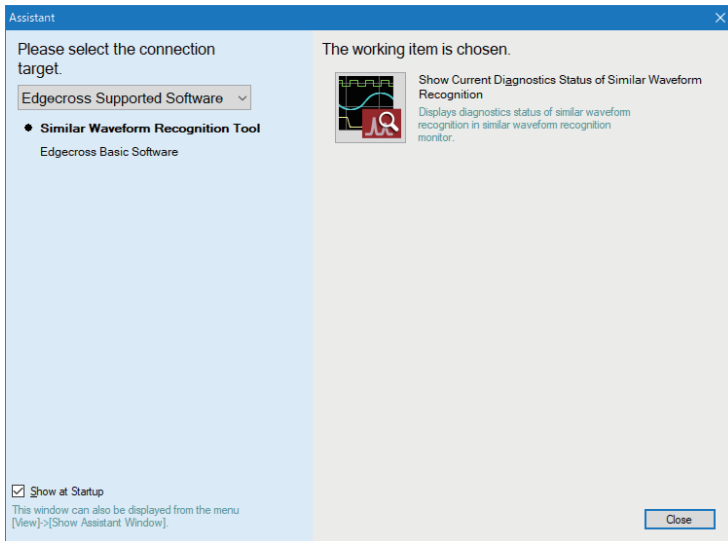 Assistant
Please select the connection
target.
Edgecross Supported Software
Similar Waveform Recognition Tool
Edgecross Basic Software
Show at Startup
This window can also be displayed from the menu
[View]->[Show Assistant Window].
The working item is chosen.
Show Current Diagnostics Status of Similar Waveform
Recognition
Displays diagnostics status of similar waveform
recognition in similar waveform recognition
monitor.
Close